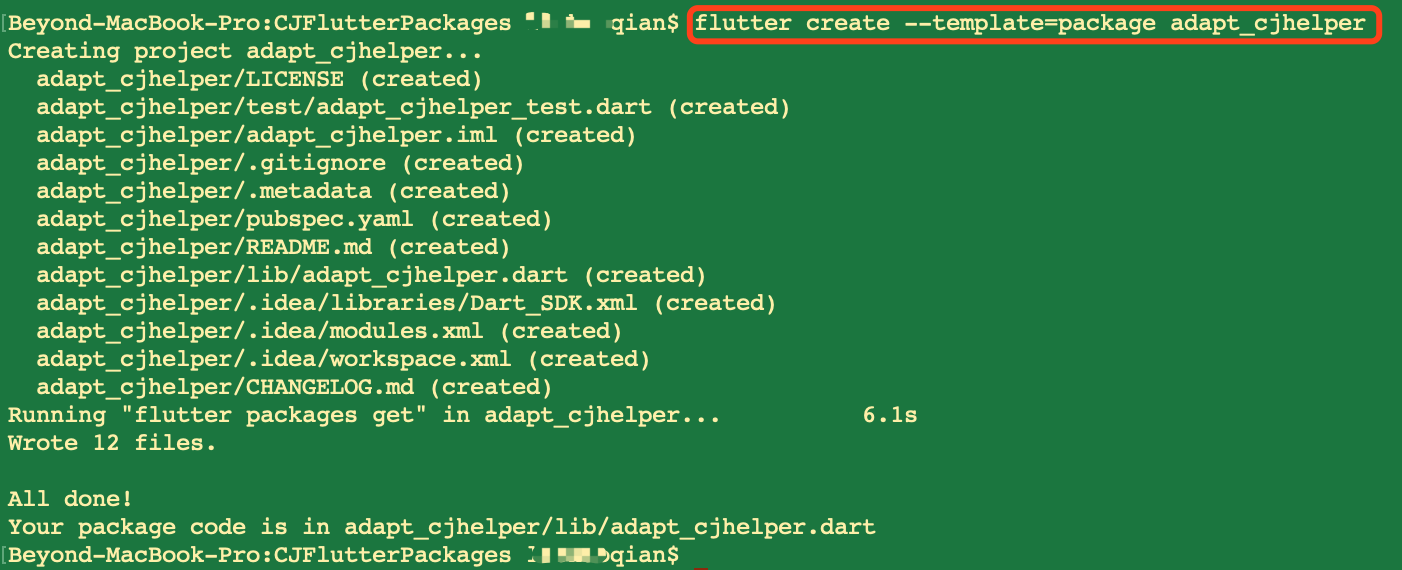 Beyond-MacBook-Pro:CJFlutterPackages qian$ flutter create --template=package adapt_cjhelper
Creating project adapt_cjhelper...
  adapt_cjhelper/LICENSE (created)
  adapt_cjhelper/test/adapt_cjhelper_test.dart (created)
  adapt_cjhelper/adapt_cjhelper.iml (created)
  adapt_cjhelper/.gitignore (created)
  adapt_cjhelper/.metadata (created)
  adapt_cjhelper/pubspec.yaml (created)
  adapt_cjhelper/README.md (created)
  adapt_cjhelper/lib/adapt_cjhelper.dart (created)
  adapt_cjhelper/.idea/libraries/Dart_SDK.xml (created)
  adapt_cjhelper/.idea/modules.xml (created)
  adapt_cjhelper/.idea/workspace.xml (created)
  adapt_cjhelper/CHANGELOG.md (created)
Running "flutter packages get" in adapt_cjhelper...          6.1s
Wrote 12 files.

All done!
Your package code is in adapt_cjhelper/lib/adapt_cjhelper.dart
Beyond-MacBook-Pro:CJFlutterPackages qian$